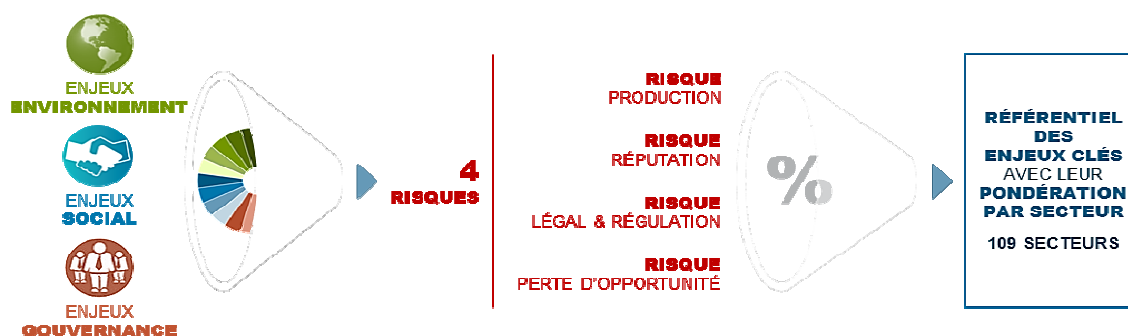 ENJEUX
ENVIRONNEMENT
ENJEUX
SOCIAL
ENJEUX
GOUVERNANCE
4
RISQUES
RISQUE
PRODUCTION
RISQUE
RÉPUTATION
RISQUE
LÉGAL & RÉGULATION
RISQUE
PERTE D'OPPORTUNITÉ
%
RÉFÉRENTIEL
DES
ENJEUX CLÉS
AVEC LEUR
PONDÉRATION
PAR SECTEUR
109 SECTEURS